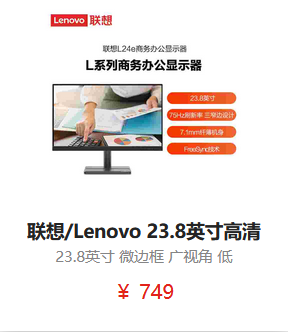 Lenovo 联想
联想L24e商务办公显示器
L系列商务办公显示器
23.8英寸
75Hz刷新率 三窄边设计
7.1mm纤薄机身
FreeSync技术
联想/Lenovo 23.8英寸高清
23.8英寸 微边框 广视角 低
¥ 749